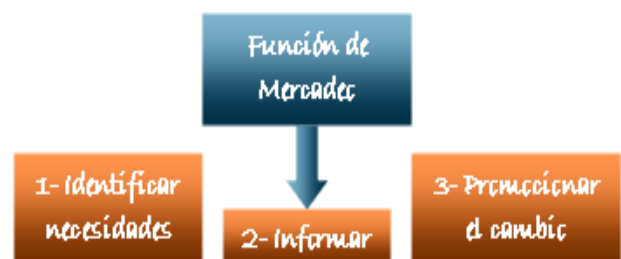 Función de
Mercadeo
1- Identificar
necesidades
2- Informar
3- Promocionar
el cambio